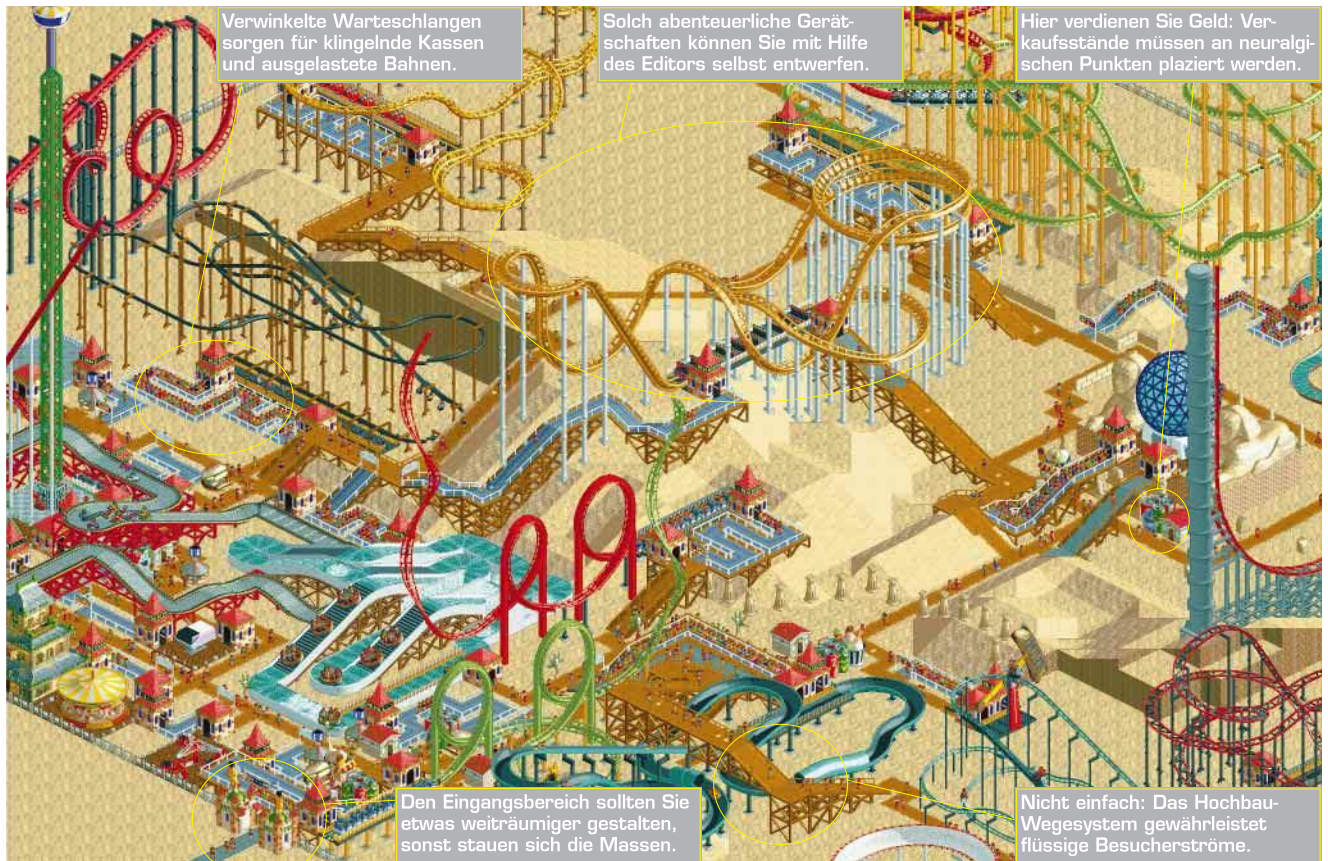 Verwinkelte Warteschlangen
sorgen für klingelnde Kassen
und ausgelastete Bahnen.
Solch abenteuerliche Gerät-
schaften können Sie mit Hilfe
des Editors selbst entwerfen.
Hier verdienen Sie Geld: Ver-
kaufsstände müssen an neuralgi-
schen Punkten plaziert werden.
Den Eingangsbereich sollten Sie
etwas weiträumiger gestalten,
sonst stauen sich die Massen.
Nicht einfach: Das Hochbau-
Wegesystem gewährleistet
flüssige Besucherströme.